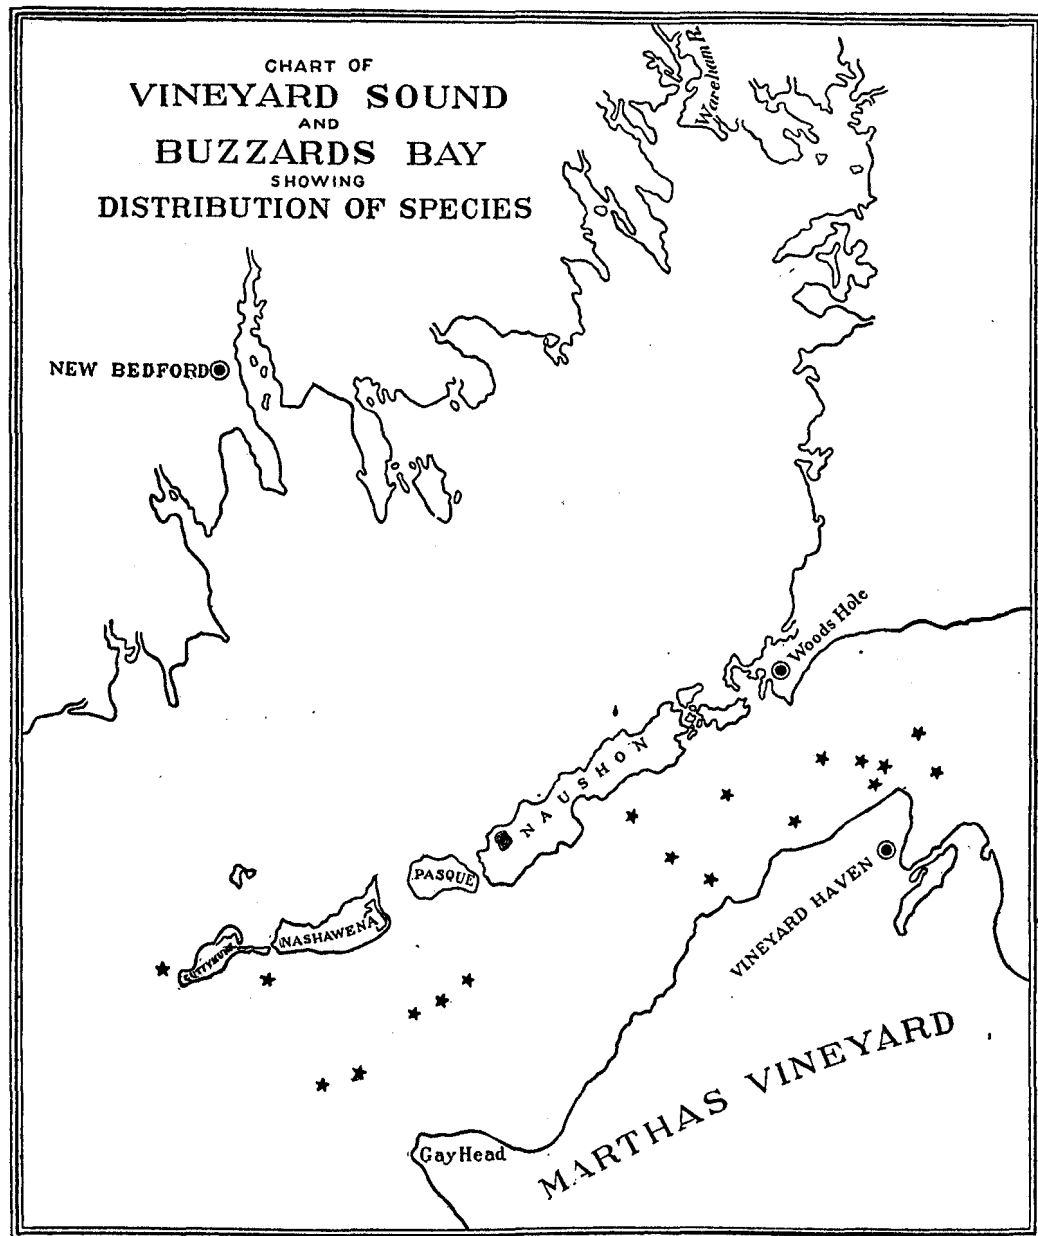 CHART OF
VINEYARD SOUND
AND
BUZZARDS BAY
SHOWING
DISTRIBUTION OF SPECIES
Wareham R.
NEW BEDFORD
Woods Hole
NAUSHON
PASQUE
NASHAWENA
VINEYARD HAVEN
MARTHAS VINEYARD
Gay Head